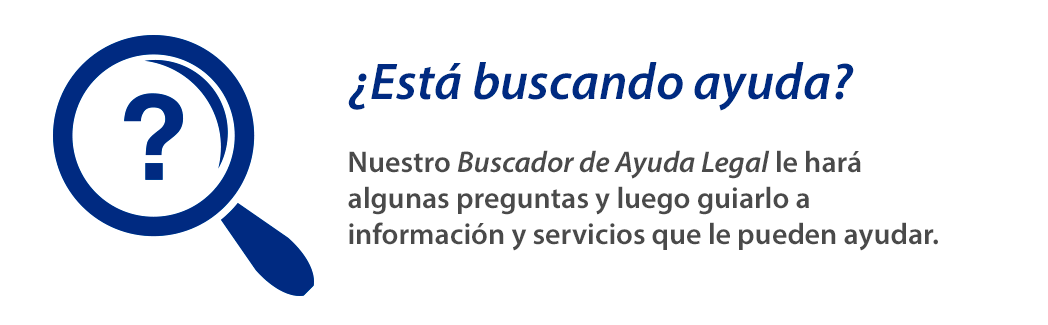 ?
¿Está buscando ayuda?
Nuestro Buscador de Ayuda Legal le hará
algunas preguntas y luego guiarlo a
información y servicios que le pueden ayudar.